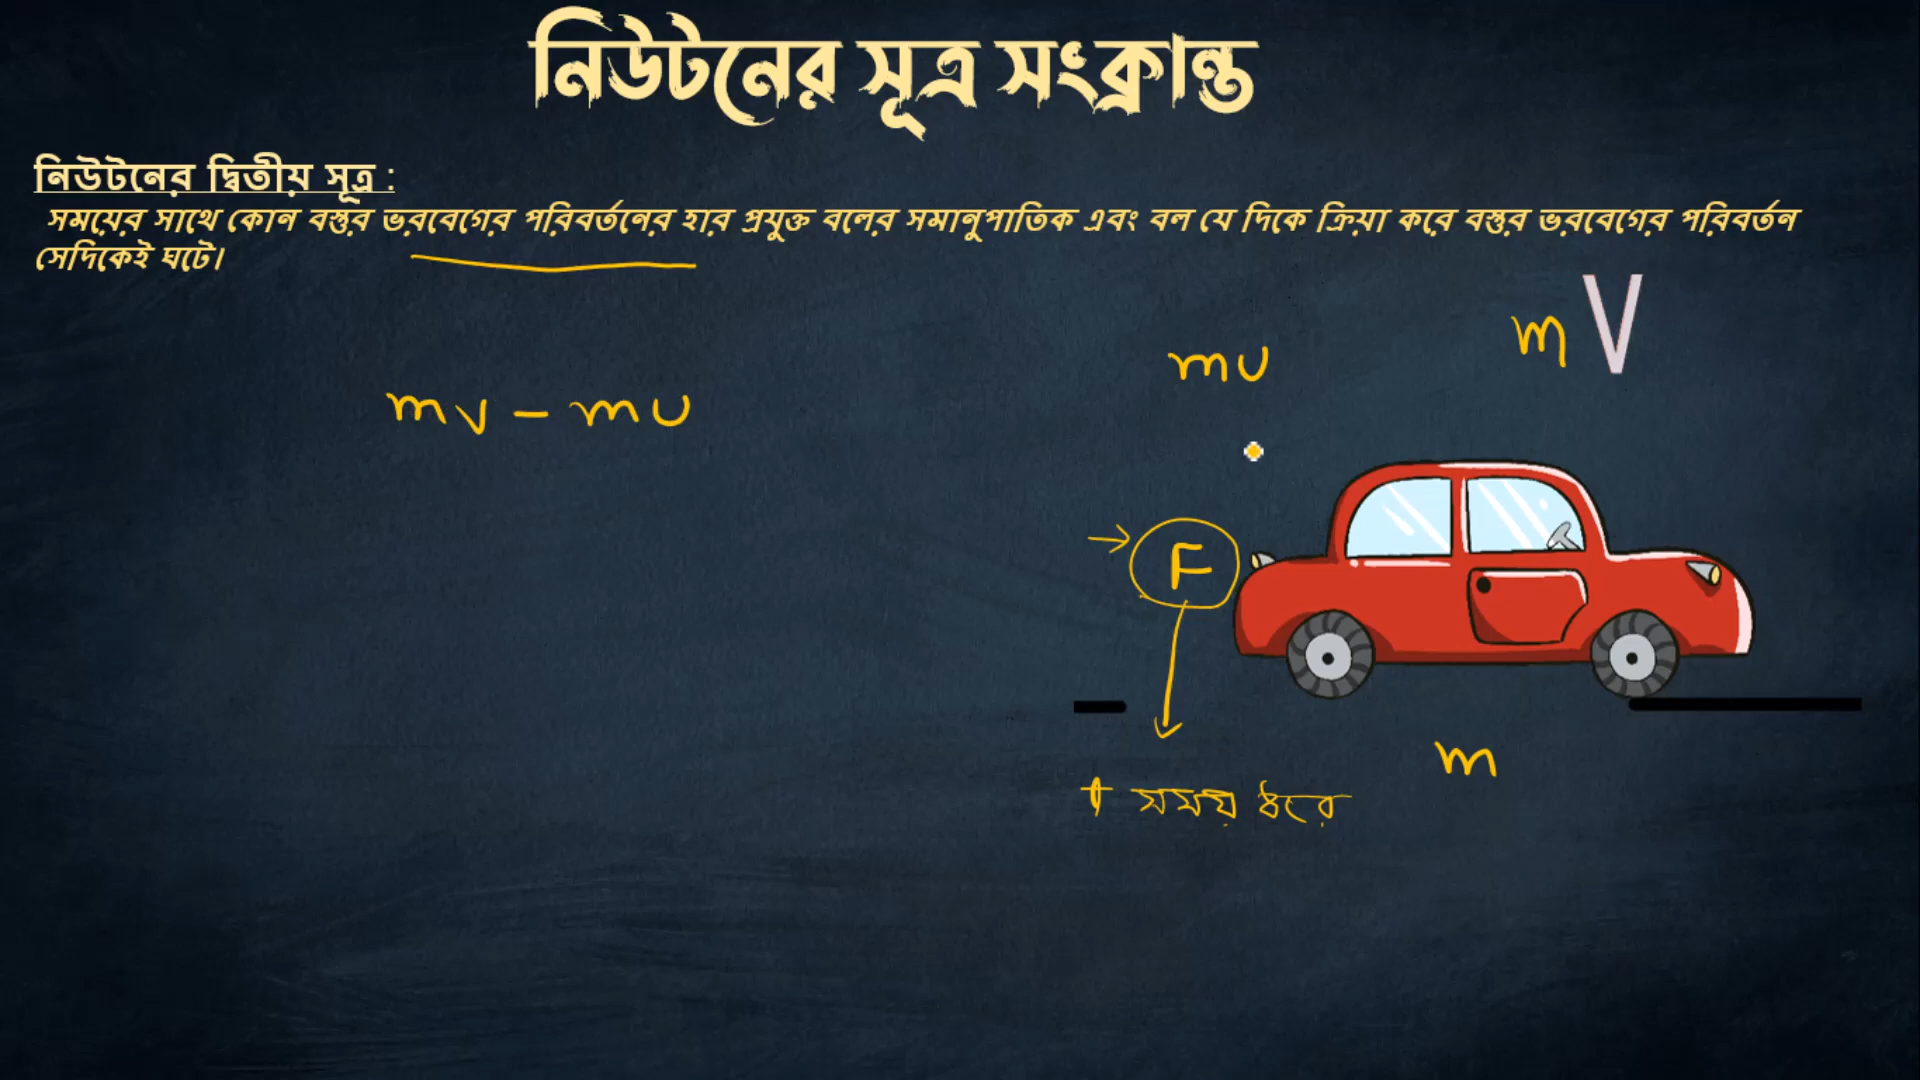 নিউটনের সূত্র সংক্রান্ত
নিউটনের দ্বিতীয় সূত্র :
সময়ের সাথে কোন বস্তুর ভরবেগের পরিবর্তনের হার প্রযুক্ত বলের সমানুপাতিক এবং বল যে দিকে ক্রিয়া করে বস্তুর ভরবেগের পরিবর্তন
সেদিকেই ঘটে।
m V
mu
mv - mu
F
m
t সময় ধরে